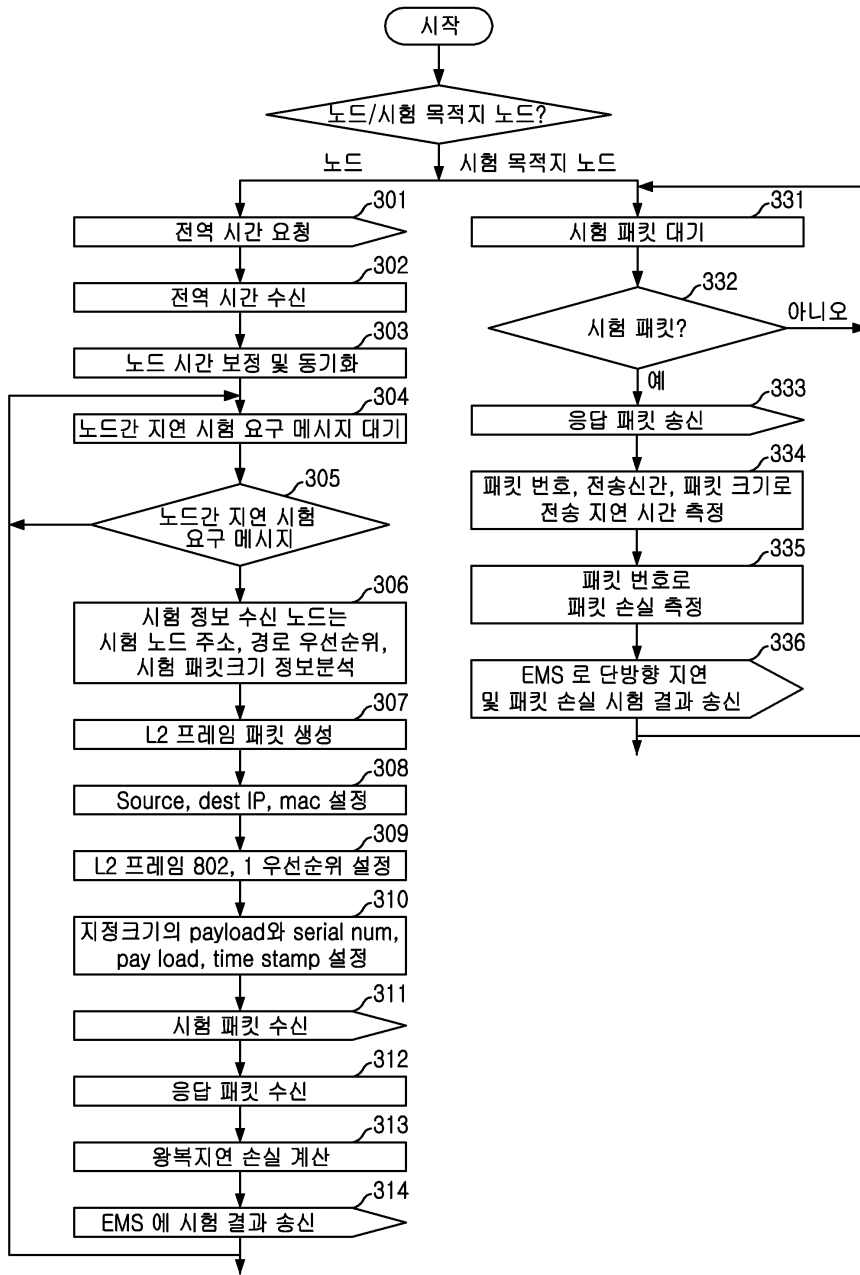 시작
노드/시험 목적지 노드?
노드
시험 목적지 노드
301
전역 시간 요청
302
전역 시간 수신
303
노드 시간 보정 및 동기화
304
노드간 지연 시험 요구 메시지 대기
305
노드간 지연 시험
요구 메시지
306
시험 정보 수신 노드는
시험 노드 주소, 경로 우선순위,
시험 패킷크기 정보분석
307
L2 프레임 패킷 생성
308
Source, dest IP, mac 설정
309
L2 프레임 802, 1 우선순위 설정
310
지정크기의 payload와 serial num,
pay load, time stamp 설정
311
시험 패킷 수신
312
응답 패킷 수신
313
왕복지연 손실 계산
314
EMS 에 시험 결과 송신
331
시험 패킷 대기
332
시험 패킷?
아니오
예
333
응답 패킷 송신
334
패킷 번호, 전송신간, 패킷 크기로
전송 지연 시간 측정
335
패킷 번호로
패킷 손실 측정
336
EMS 로 단방향 지연
및 패킷 손실 시험 결과 송신